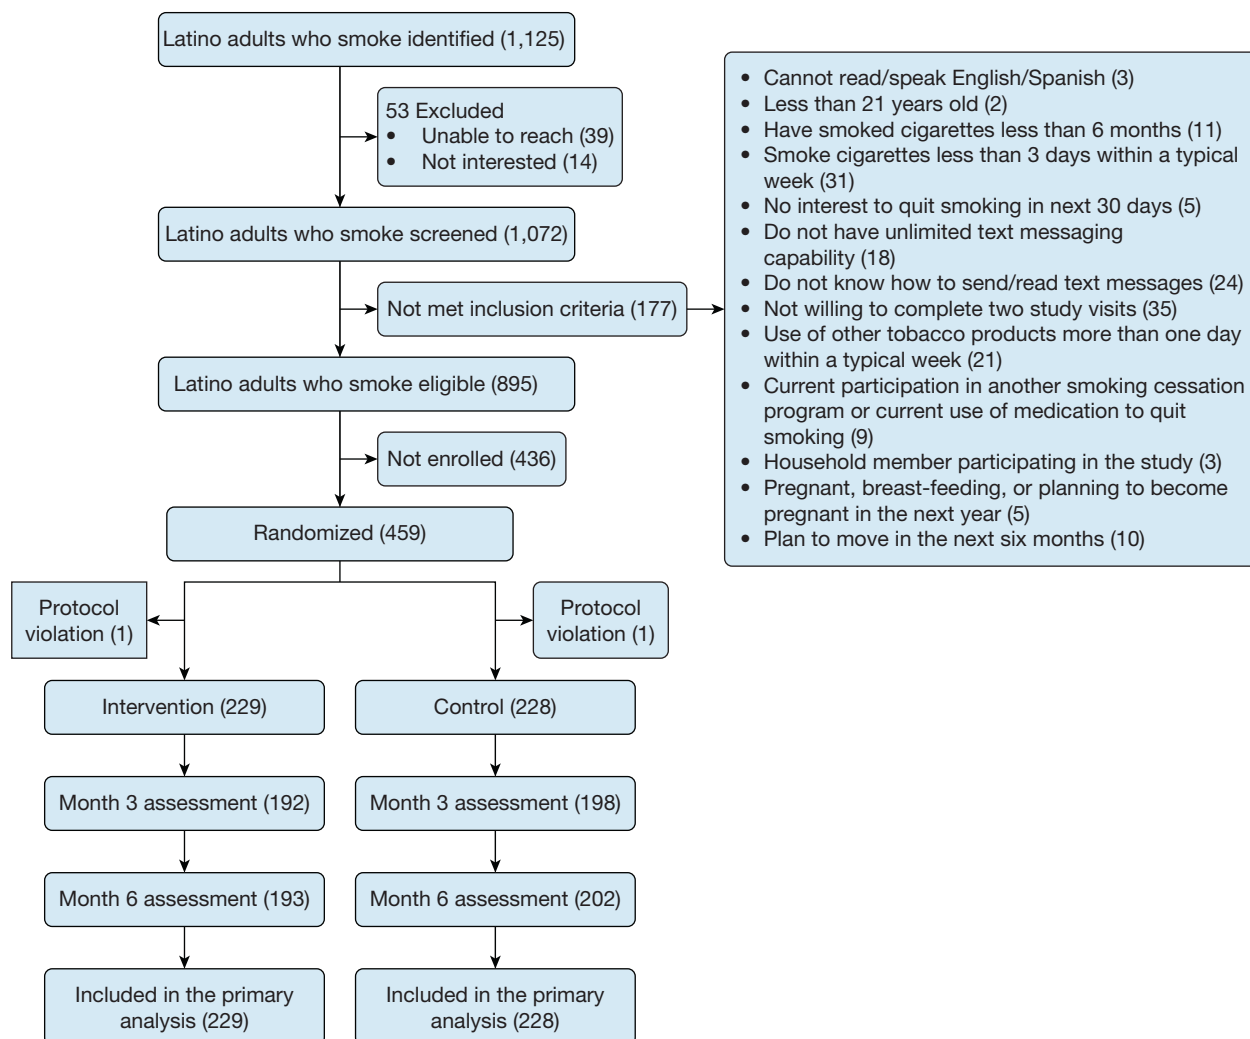 Latino adults who smoke identified (1,125)
53 Excluded
• Unable to reach (39)
• Not interested (14)
Latino adults who smoke screened (1,072)
Not met inclusion criteria (177)
• Cannot read/speak English/Spanish (3)
• Less than 21 years old (2)
• Have smoked cigarettes less than 6 months (11)
• Smoke cigarettes less than 3 days within a typical
week (31)
• No interest to quit smoking in next 30 days (5)
• Do not have unlimited text messaging
capability (18)
• Do not know how to send/read text messages (24)
• Not willing to complete two study visits (35)
• Use of other tobacco products more than one day
within a typical week (21)
• Current participation in another smoking cessation
program or current use of medication to quit
smoking (9)
• Household member participating in the study (3)
• Pregnant, breast-feeding, or planning to become
pregnant in the next year (5)
• Plan to move in the next six months (10)
Latino adults who smoke eligible (895)
Not enrolled (436)
Randomized (459)
Protocol
violation (1)
Protocol
violation (1)
Intervention (229)
Control (228)
Month 3 assessment (192)
Month 3 assessment (198)
Month 6 assessment (193)
Month 6 assessment (202)
Included in the primary
analysis (229)
Included in the primary
analysis (228)